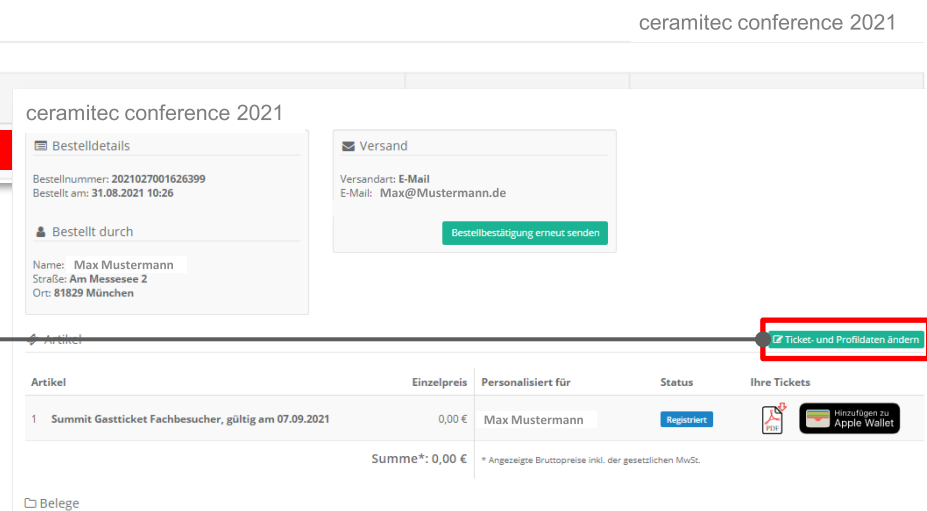 ceramitec conference 2021
ceramitec conference 2021
Bestelldetails
Bestellnummer: 2021027001626399
Bestellt am: 31.08.2021 10:26
Bestellt durch
Name: Max Mustermann
Straße: Am Messesee 2
Ort: 81829 München
Versand
Versandart: E-Mail
E-Mail: Max@Mustermann.de
Bestellbestätigung erneut senden
Artikel
Ticket- und Profildaten ändern
Artikel Einzelpreis Personalisiert für Status Ihre Tickets
1 Summit Gastticket Fachbesucher, gültig am 07.09.2021 0,00 € Max Mustermann Registriert PDF Hinzufügen zu
Apple Wallet
Summe*: 0,00 € * Angezeigte Bruttopreise inkl. der gesetzlichen MwSt.
Belege